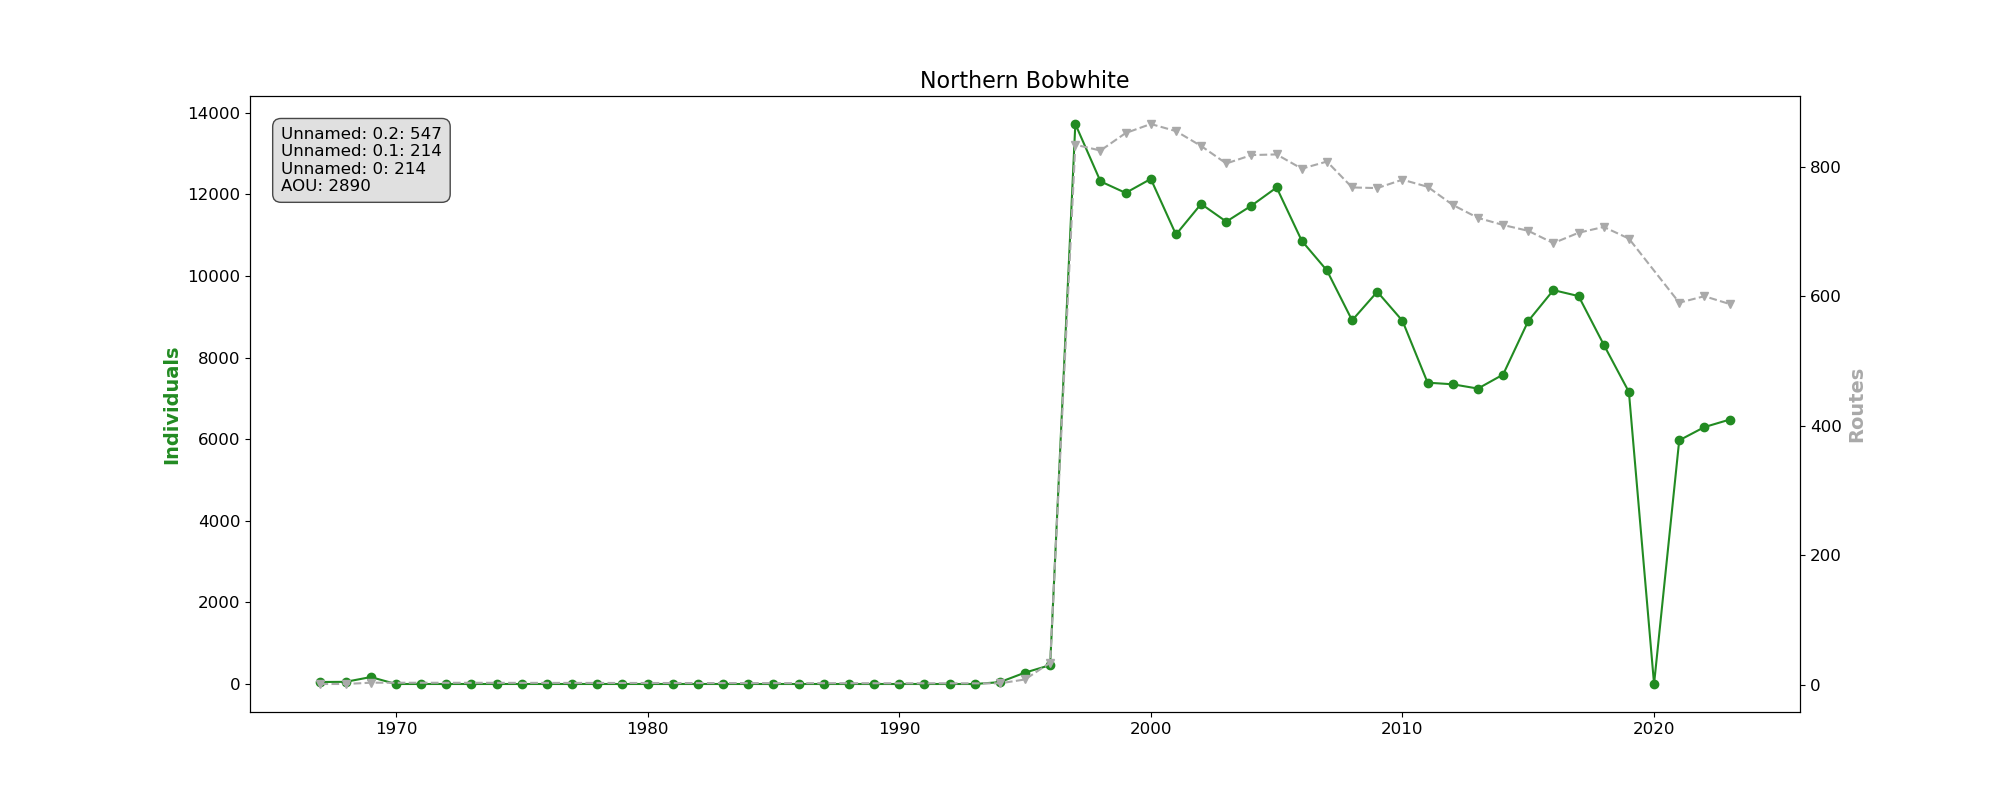 Northern Bobwhite
Unnamed: 0.2: 547
Unnamed: 0.1: 214
Unnamed: 0: 214
AOU: 2890
14000
12000
10000
8000
6000
4000
2000
0
Individuals
800
600
400
200
0
Routes
1970 1980 1990 2000 2010 2020